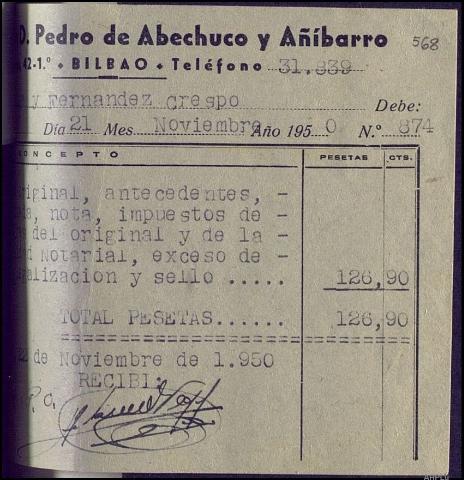 D. Pedro de Abechuco y Añíbarro 568
42-1.° • BILBAO • Teléfono 31.839
y Fernandez Crespo
Debe:
Día 21 Mes Noviembre Año 1950 N.° 874
CONCEPTO PESETAS CTS.
original, antecedentes, -
nota, impuestos de -
del original y de la -
Notarial, exceso de -
y sello ..... 126,90
TOTAL PESETAS...... 126,90
de Noviembre de 1.950
RECIBI:
P.O.